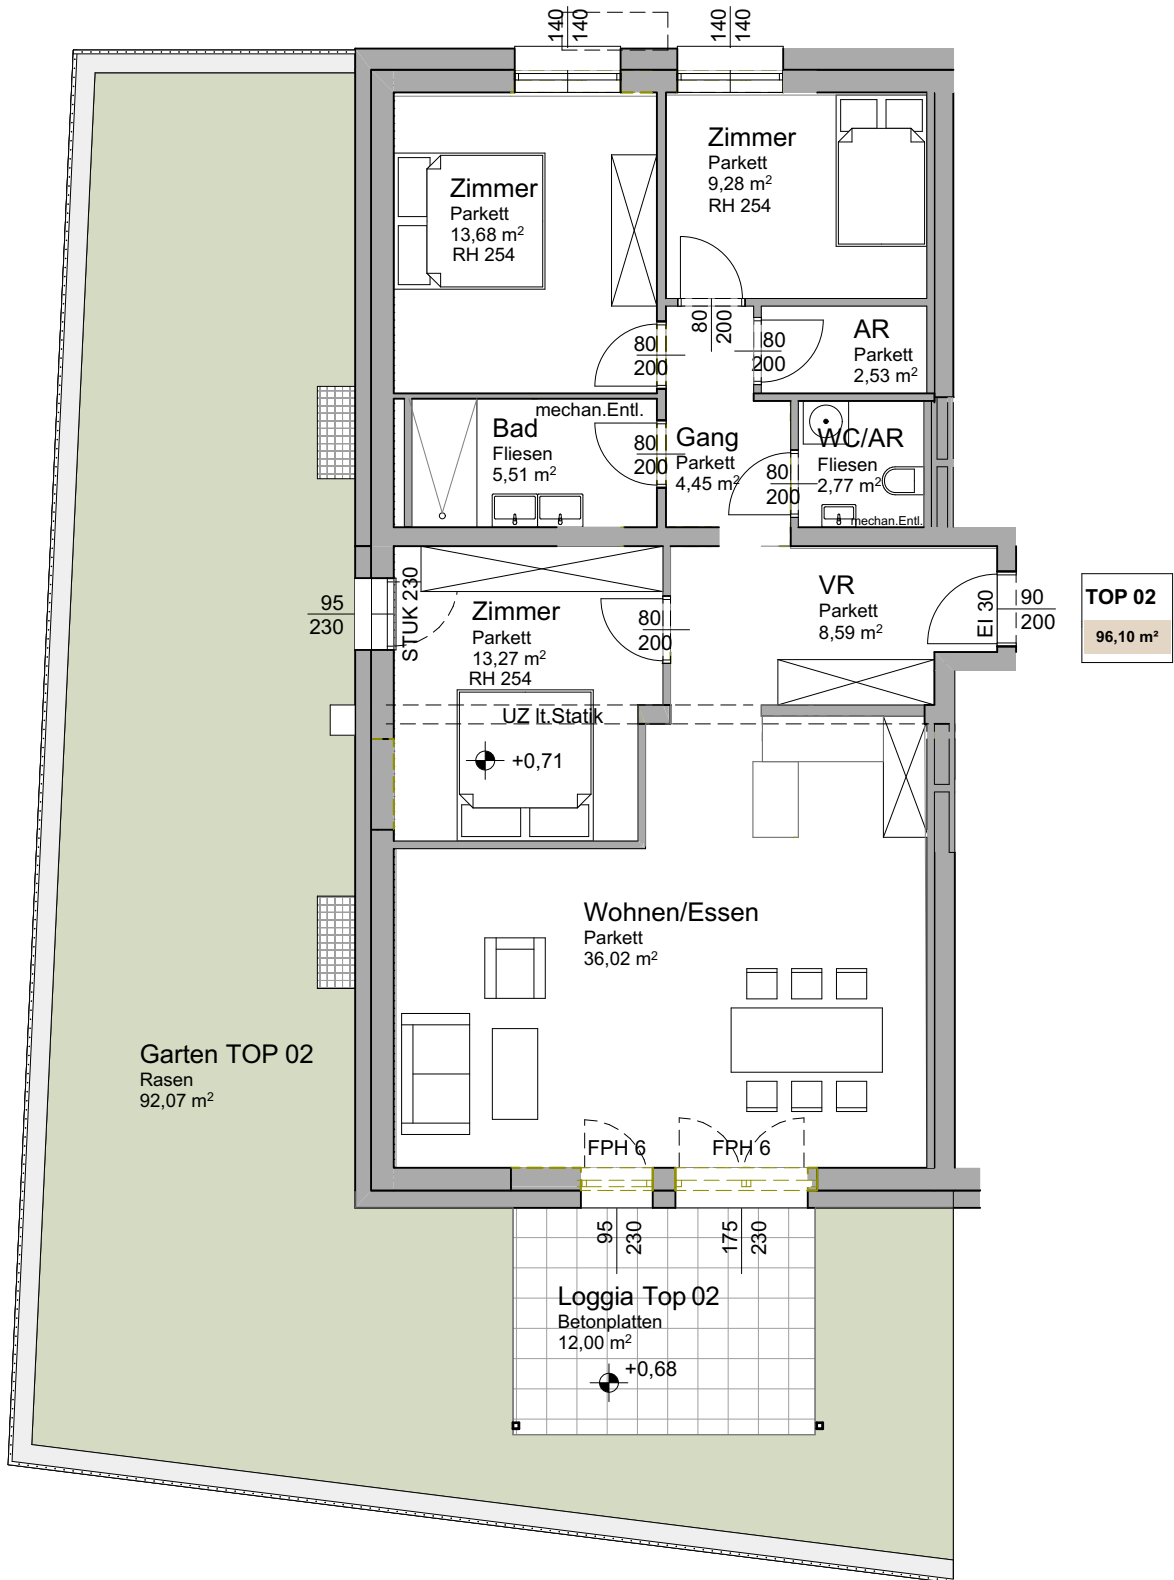 140
140
140
140
Zimmer
Parkett
9,28 m²
RH 254
Zimmer
Parkett
13,68 m²
RH 254
80
200
80
200
80
200
AR
Parkett
2,53 m²
mechan.Entl.
Bad
Fliesen
5,51 m²
80
200
Gang
Parkett
4,45 m²
80
200
WC/AR
Fliesen
2,77 m²
mechan.Entl.
95
230
STUK 230
Zimmer
Parkett
13,27 m²
RH 254
80
200
VR
Parkett
8,59 m²
EI 30
90
200
TOP 02
96,10 m²
UZ lt.Statik
+0,71
Wohnen/Essen
Parkett
36,02 m²
Garten TOP 02
Rasen
92,07 m²
FPH 6
FPH 6
95
230
175
230
Loggia Top 02
Betonplatten
12,00 m²
+0,68